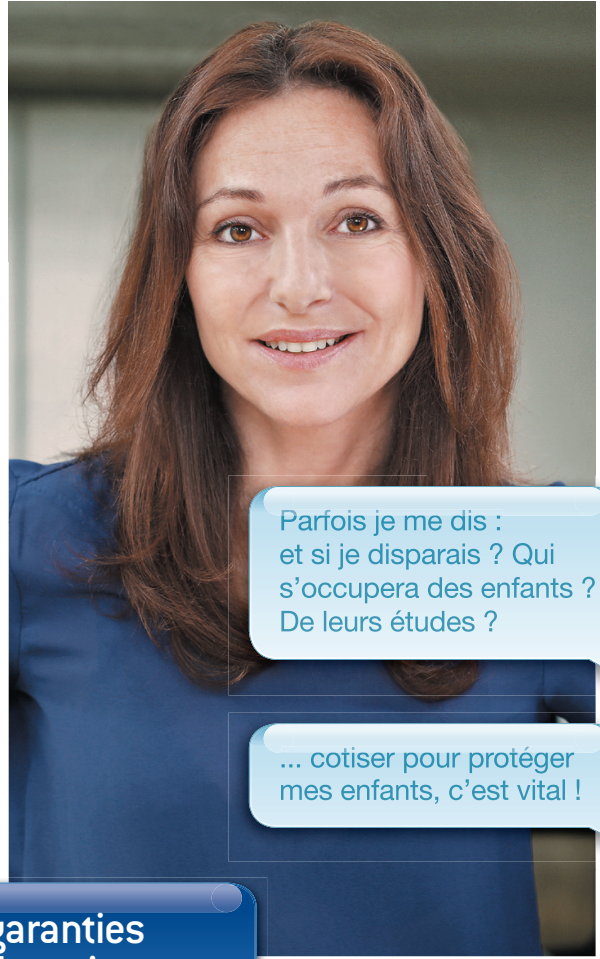 Parfois je me dis :
et si je disparais ? Qui
s’occupera des enfants ?
De leurs études ?
... cotiser pour protéger
mes enfants, c’est vital !
garanties